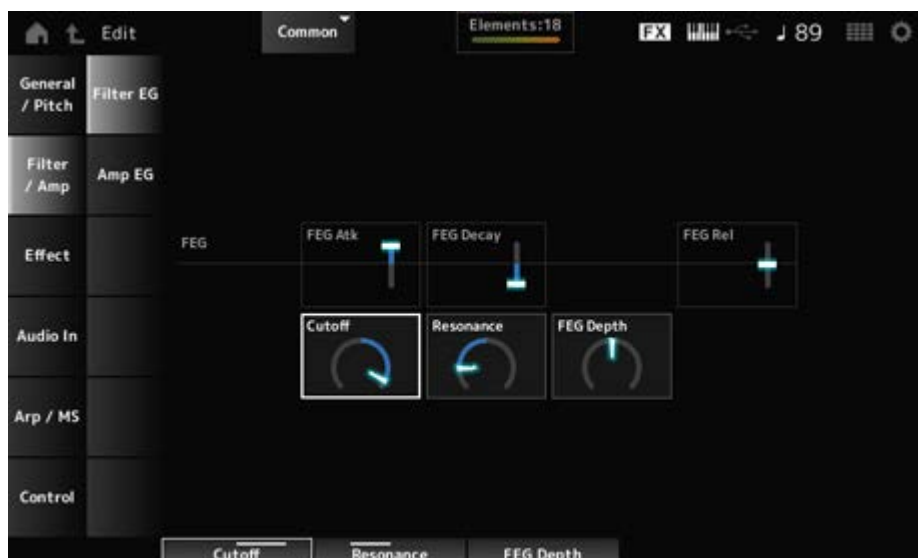 Edit
Common
Elements:18
FX
89
General
/ Pitch
Filter EG
Filter
/ Amp
Amp EG
Effect
Audio In
Arp / MS
Control
FEG
FEG Atk
FEG Decay
FEG Rel
Cutoff
Resonance
FEG Depth
Cutoff
Resonance
FEG Depth